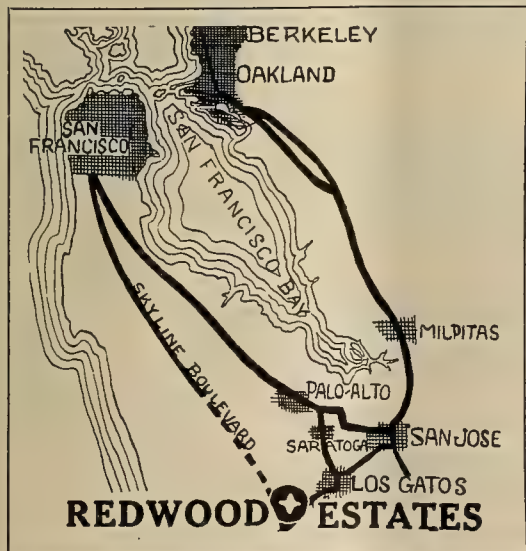 BERKELEY
OAKLAND
SAN
FRANCISCO
SAN FRANCISCO BAY
SKYLINE BOULEVARD
MILPITAS
PALO-ALTO
SARATOGA
SAN JOSE
LOS GATOS
REDWOOD ESTATES